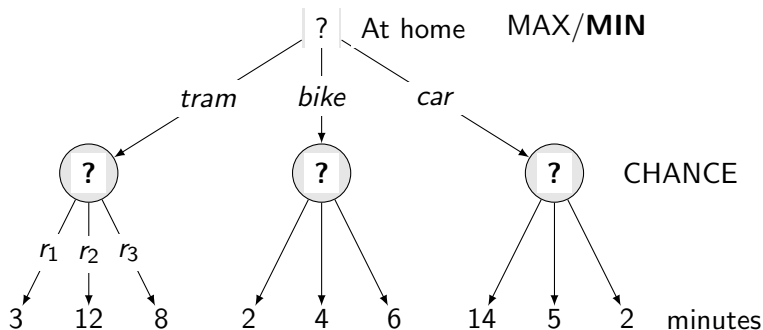 ? At home MAX/MIN
tram bike car
? ? ? CHANCE
r1 r2 r3
3 12 8 2 4 6 14 5 2 minutes